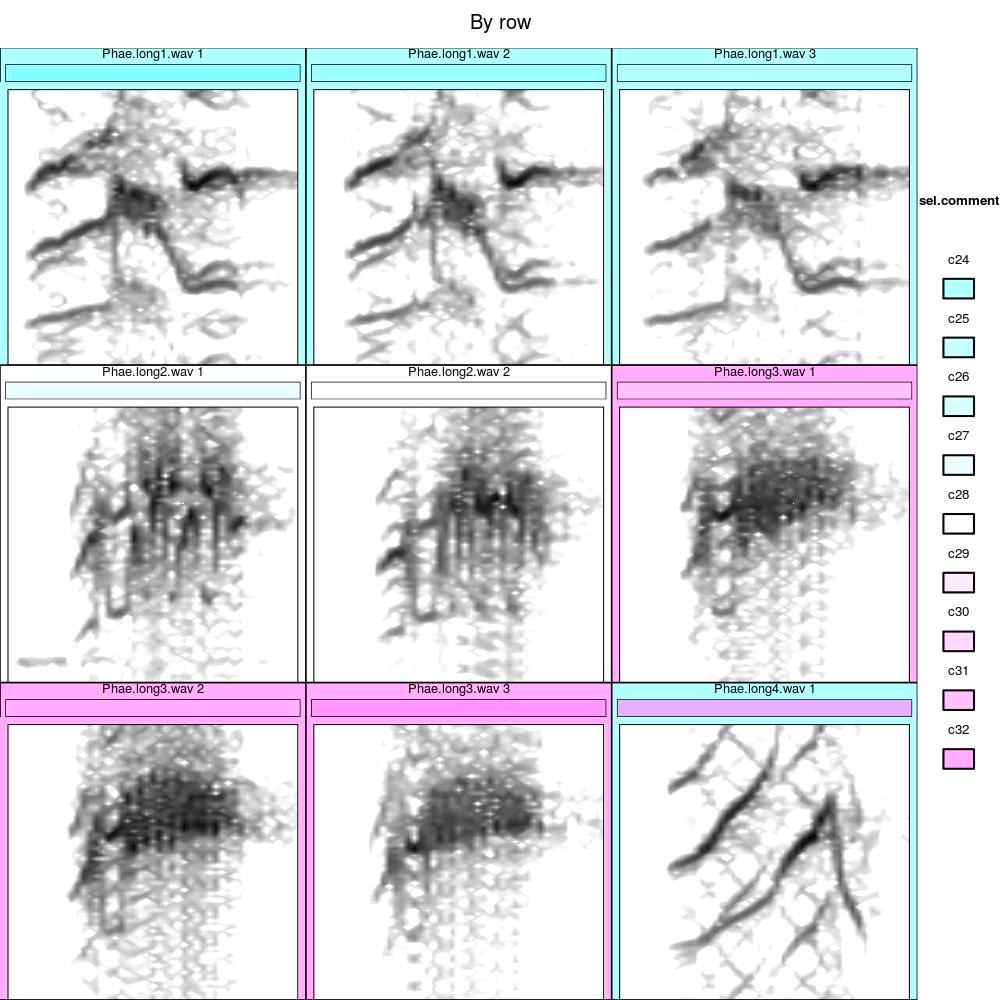 By row
Phae.long1.wav 1
Phae.long1.wav 2
Phae.long1.wav 3
Phae.long2.wav 1
Phae.long2.wav 2
Phae.long3.wav 1
Phae.long3.wav 2
Phae.long3.wav 3
Phae.long4.wav 1
sel.comment
c24
c25
c26
c27
c28
c29
c30
c31
c32